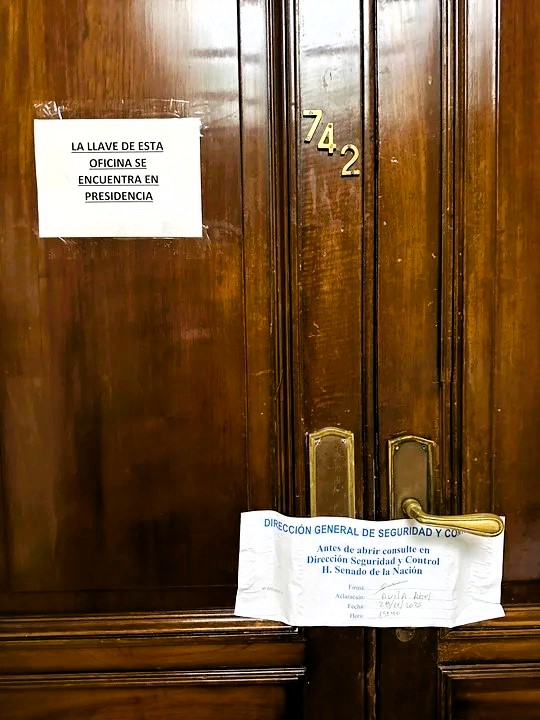 LA LLAVE DE ESTA
OFICINA SE
ENCUENTRA EN
PRESIDENCIA
742
DIRECCIÓN GENERAL DE SEGURIDAD Y CO
Antes de abrir consulte en
Dirección Seguridad y Control
H. Senado de la Nación
Firma:
Aclaración: AVILA
Fecha:
Hora: